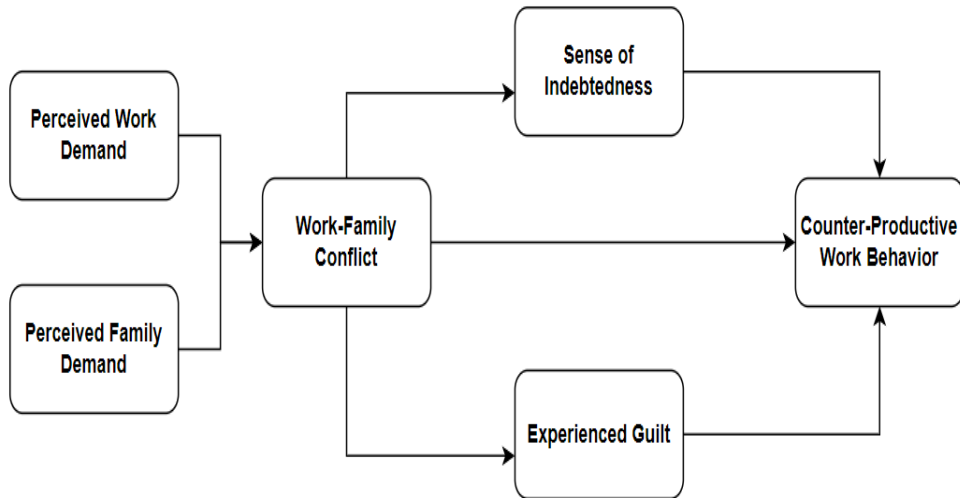 Sense of
Indebtedness
Perceived Work
Demand
Work-Family
Conflict
Counter-Productive
Work Behavior
Perceived Family
Demand
Experienced Guilt